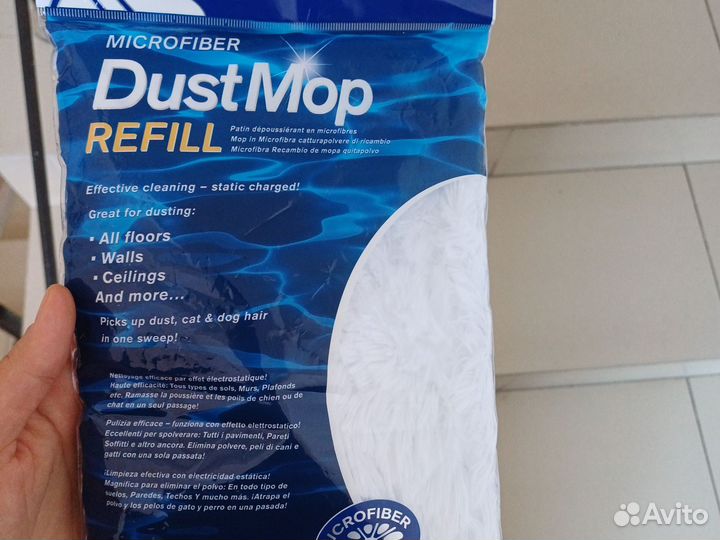 MICROFIBER
DustMop
REFILL
Patin dépoussiérant en microfibres
Mop in Microfibra catturapolvere di ricambio
Microfibra Recambio de mopa quitapolvo
Effective cleaning – static charged!
Great for dusting:
• All floors
• Walls
• Ceilings
And more...
Picks up dust, cat & dog hair
in one sweep!
Nettoyage efficace par effet électrostatique!
Haute efficacité: Tous types de sols, Murs, Plafonds
etc. Ramasse la poussière et les poils de chien ou de
chat en un seul passage!
Pulizia efficace – funziona con effetto elettrostatico!
Eccellenti per spolverare: Tutti i pavimenti, Pareti
Soffitti e altro ancora. Elimina polvere, peli di cani e
gatti con una sola passata!
¡Limpieza efectiva con electricidad estática!
Magnifica para eliminar el polvo: En todo tipo de
suelos, Paredes, Techos Y mucho más. ¡Atrapa el
polvo y los pelos de gato y perro en una pasada!
MICROFIBER
Avito